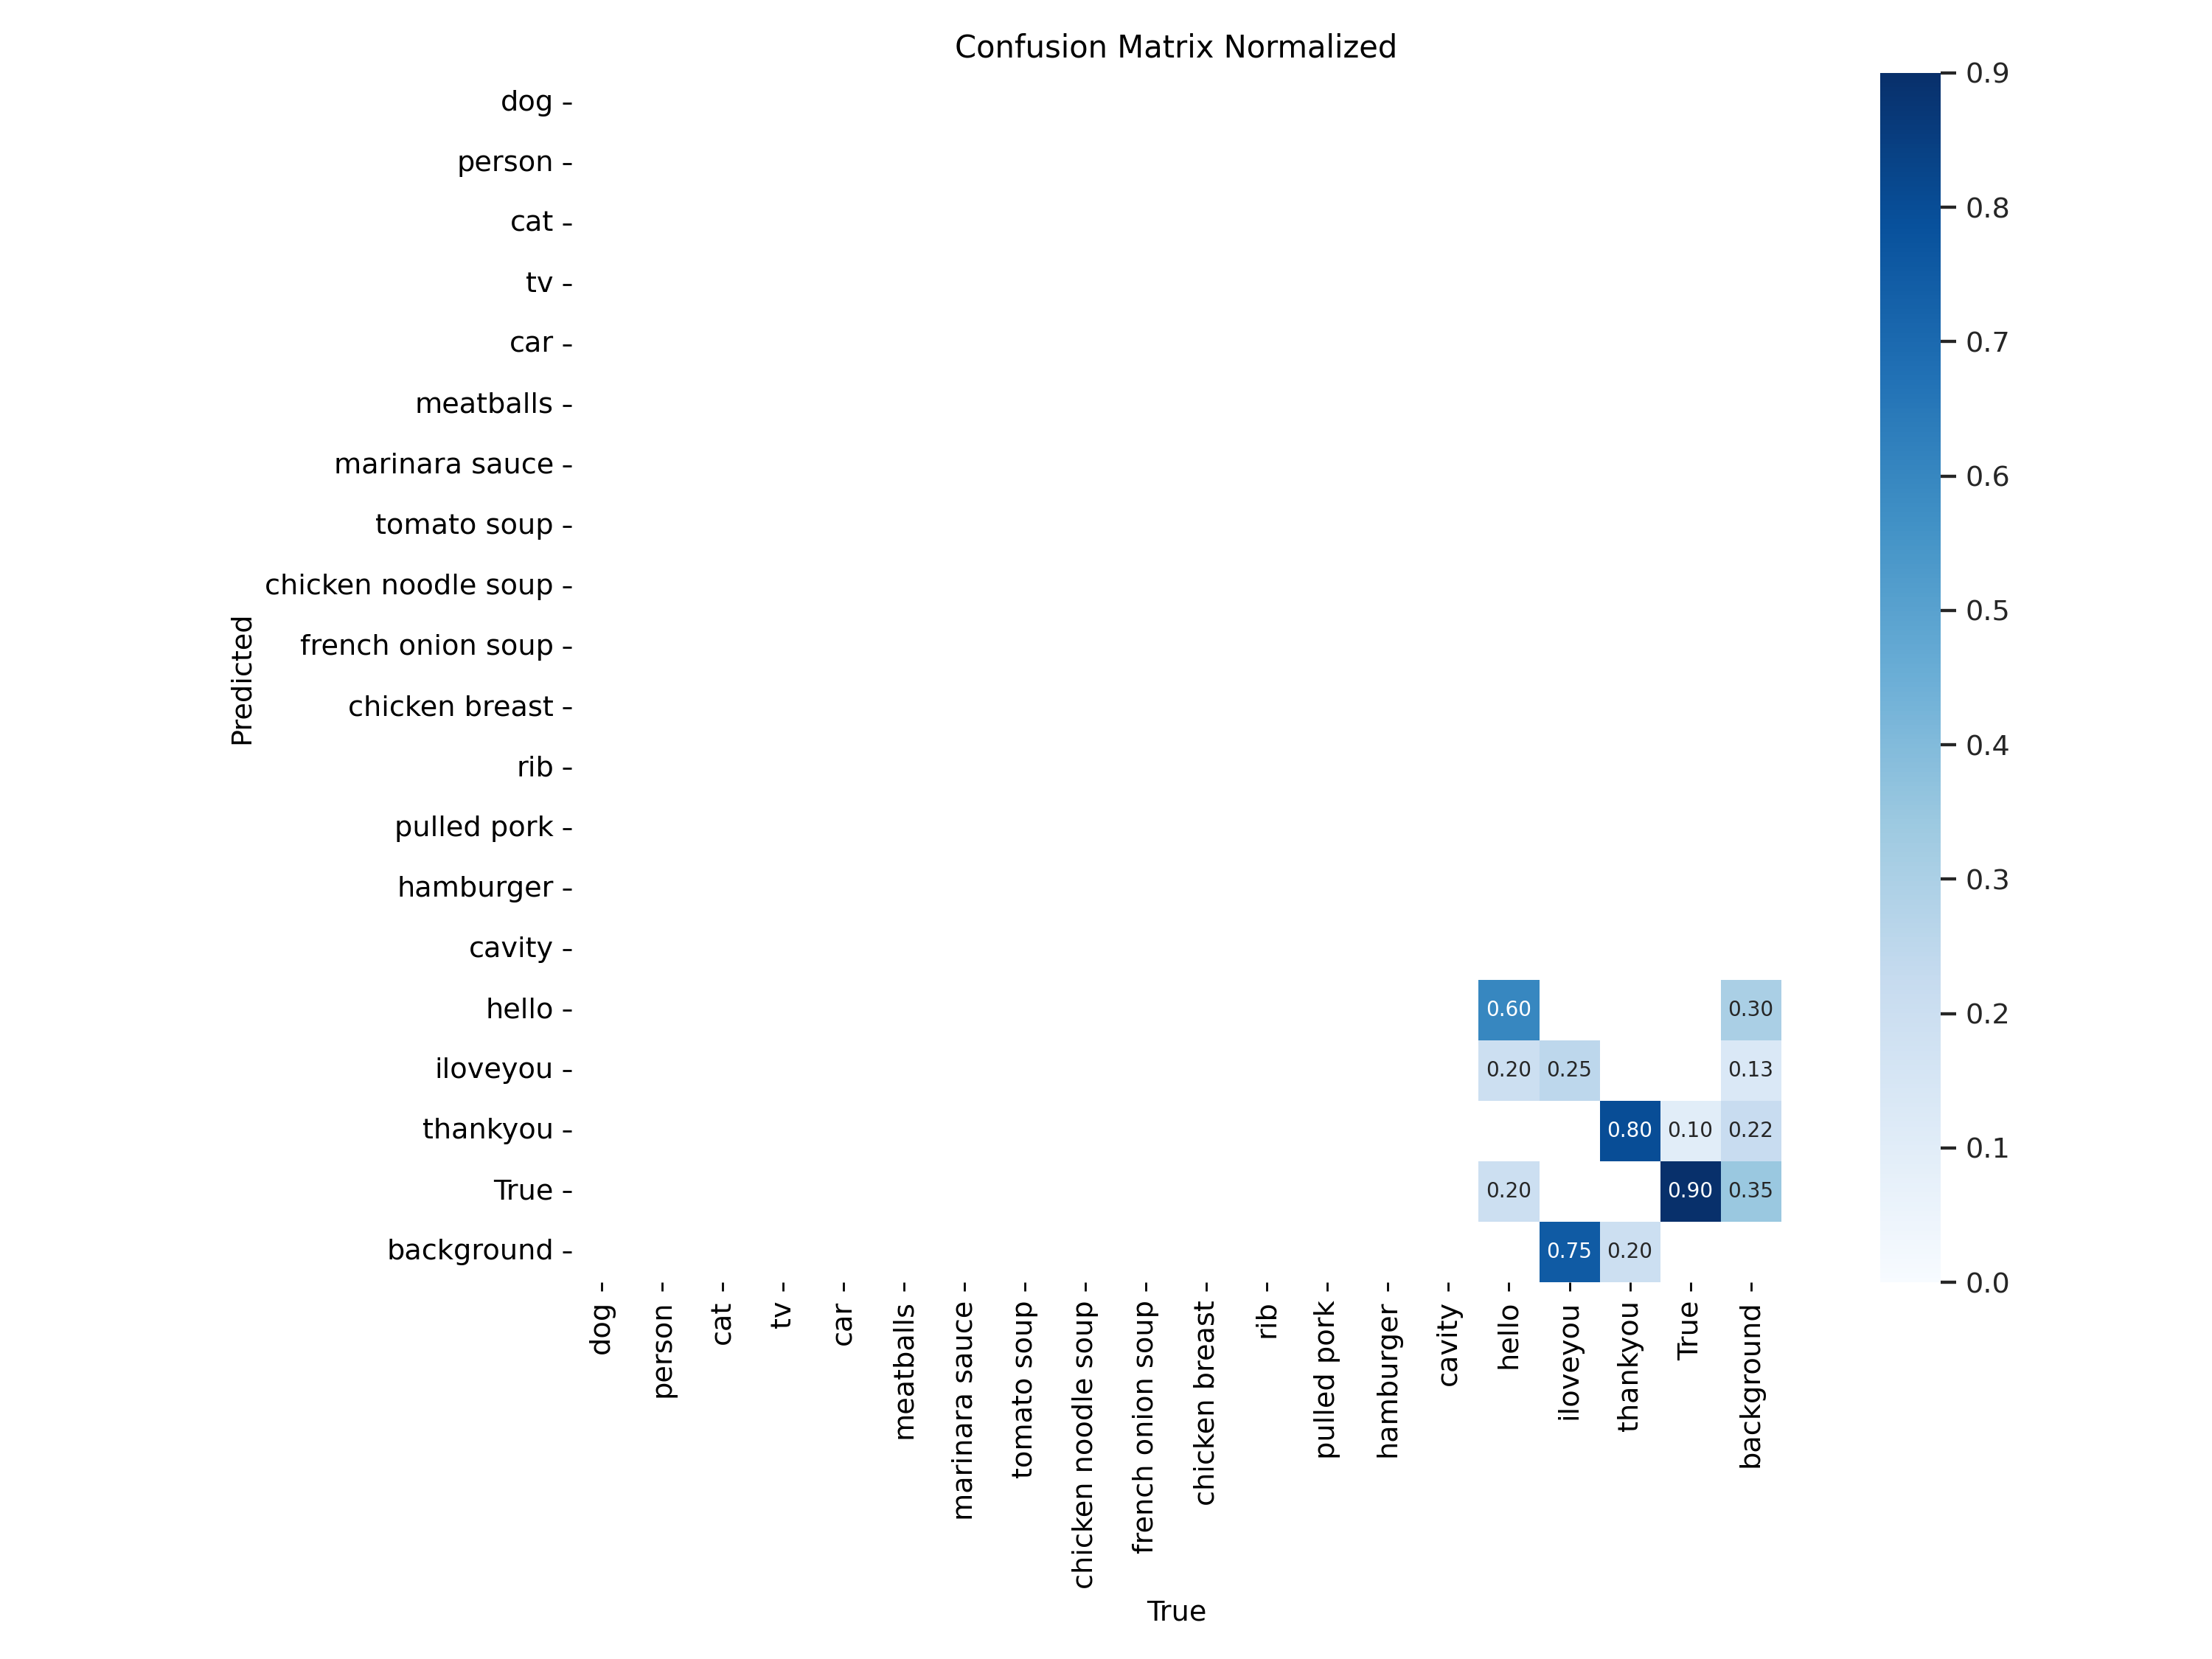 Confusion Matrix Normalized
dog
person
cat
tv
car
meatballs
marinara sauce
tomato soup
chicken noodle soup
french onion soup
chicken breast
rib
pulled pork
hamburger
cavity
hello 0.60 0.30
iloveyou 0.20 0.25 0.13
thankyou 0.80 0.10 0.22
True 0.20 0.90 0.35
background 0.75 0.20
Predicted
dog
person
cat
tv
car
meatballs
marinara sauce
tomato soup
chicken noodle soup
french onion soup
chicken breast
rib
pulled pork
hamburger
cavity
hello
iloveyou
thankyou
True
background
True
0.9
0.8
0.7
0.6
0.5
0.4
0.3
0.2
0.1
0.0